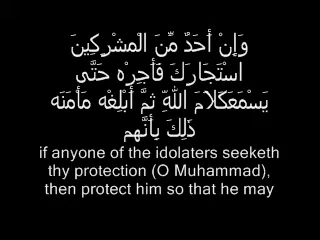 وَإِنْ أَحَدٌ مِّنَ الْمُشْرِكِينَ
اسْتَجَارَكَ فَأَجِرْهُ حَتَّى
يَسْمَعَ كَلَامَ اللّهِ ثُمَّ أَبْلِغْهُ مَأْمَنَهُ
ذَلِكَ بِأَنَّهُم
if anyone of the idolaters seeketh
thy protection (O Muhammad),
then protect him so that he may